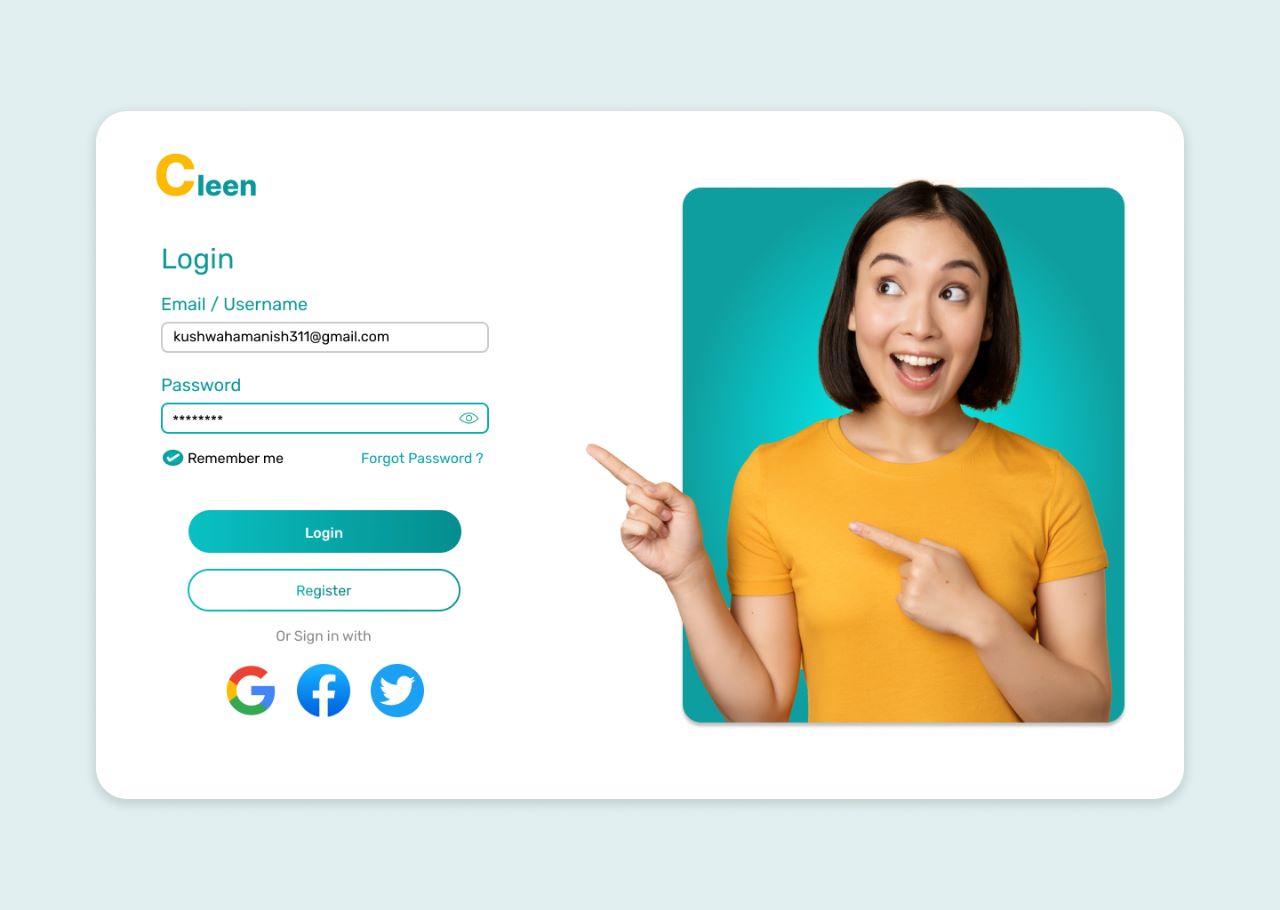 Cleen
Login
Email / Username
kushwahamanish311@gmail.com
Password
********
Remember me
Forgot Password ?
Login
Register
Or Sign in with